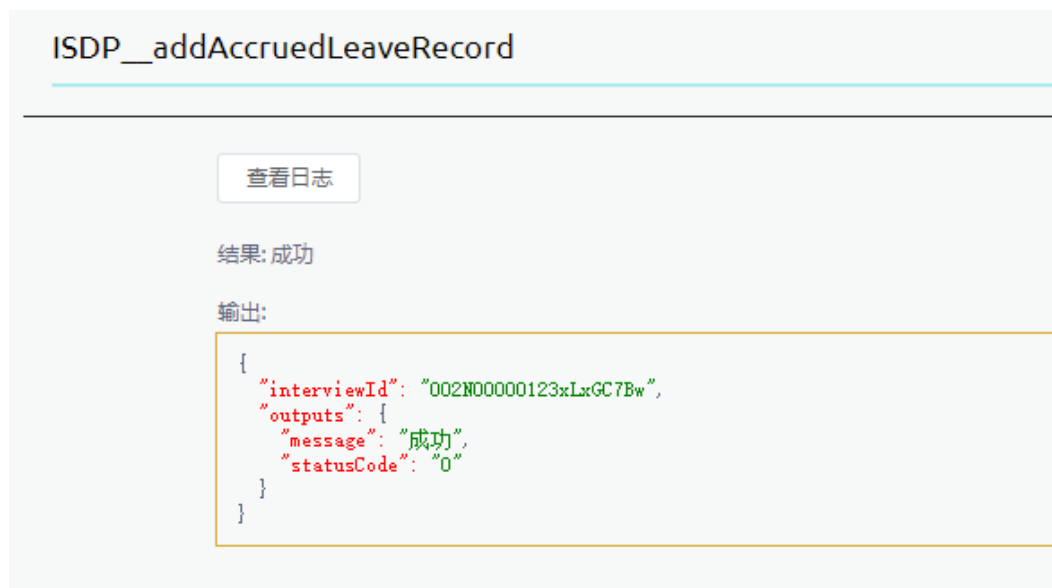 ISDP__addAccruedLeaveRecord
查看日志
结果: 成功
输出:
{
"interviewId": "002N00000123xLxGC7Bw",
"outputs": {
"message": "成功",
"statusCode": "0"
}
}